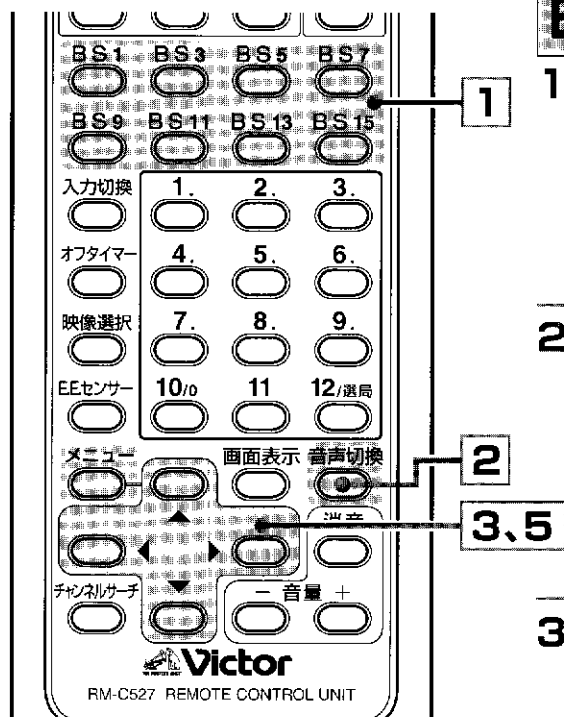 BS1 BS3 BS5 BS7
1
BS9 BS11 BS13 BS15
入力切換 1. 2. 3.
オフタイマー 4. 5. 6.
映像選択 7. 8. 9.
E.Eセンサー 10/0 11 12/選局
メニュー 画面表示 音声切換
2
消音
3、5
チャンネルサーチ − 音量 +
Victor
RM-C527 REMOTE CONTROL UNIT
1
2
3